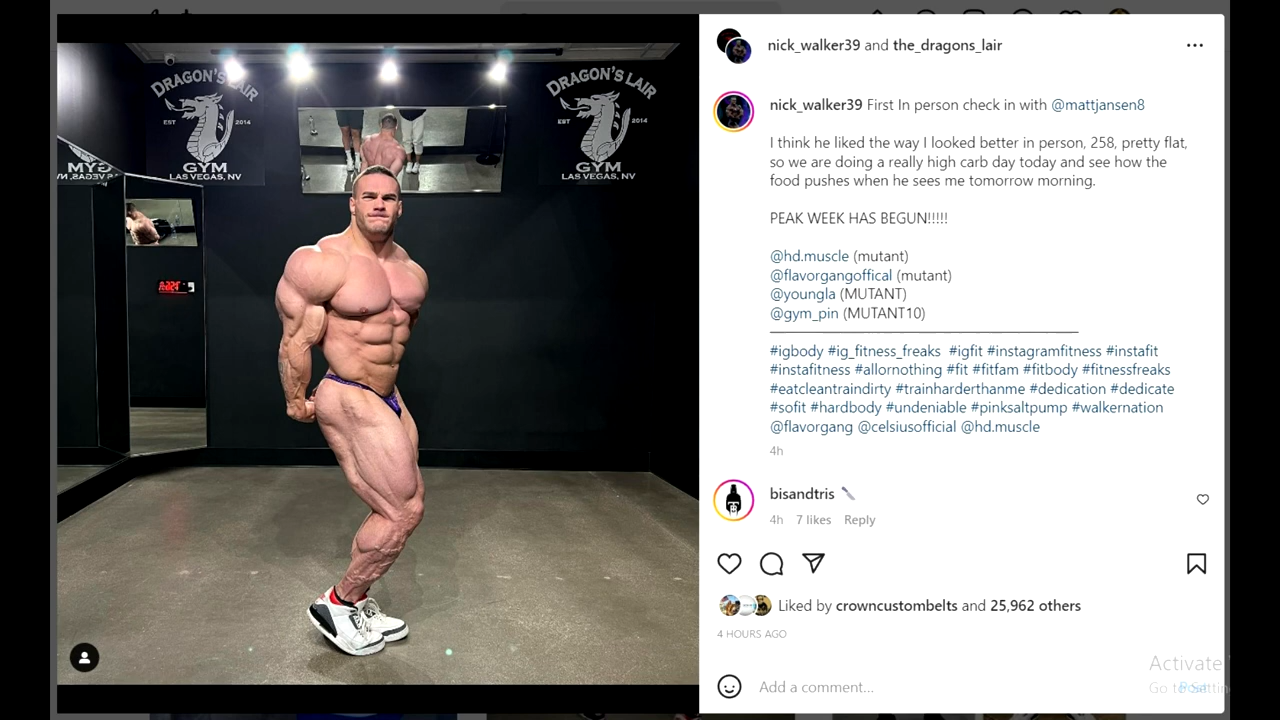 DRAGON'S LAIR
EST 2014
GYM
LAS VEGAS, NV
DRAGON'S LAIR
EST 2014
GYM
LAS VEGAS, NV
nick_walker39 and the_dragons_lair
nick_walker39 First In person check in with @mattjansen8
I think he liked the way I looked better in person, 258, pretty flat,
so we are doing a really high carb day today and see how the
food pushes when he sees me tomorrow morning.
PEAK WEEK HAS BEGUN!!!!!
@hd.muscle (mutant)
@flavorgangoffical (mutant)
@youngla (MUTANT)
@gym_pin (MUTANT10)
#igbody #ig_fitness_freaks #igfit #instagramfitness #instafit
#instafitness #allornothing #fit #fitfam #fitbody #fitnessfreaks
#eatcleantraindirty #trainharderthanme #dedication #dedicate
#sofit #hardbody #undeniable #pinksaltpump #walkernation
@flavorgang @celsiusofficial @hd.muscle
4h
bisandtris
4h 7 likes Reply
Liked by crowncustombelts and 25,962 others
4 HOURS AGO
Add a comment...
Post
Activate